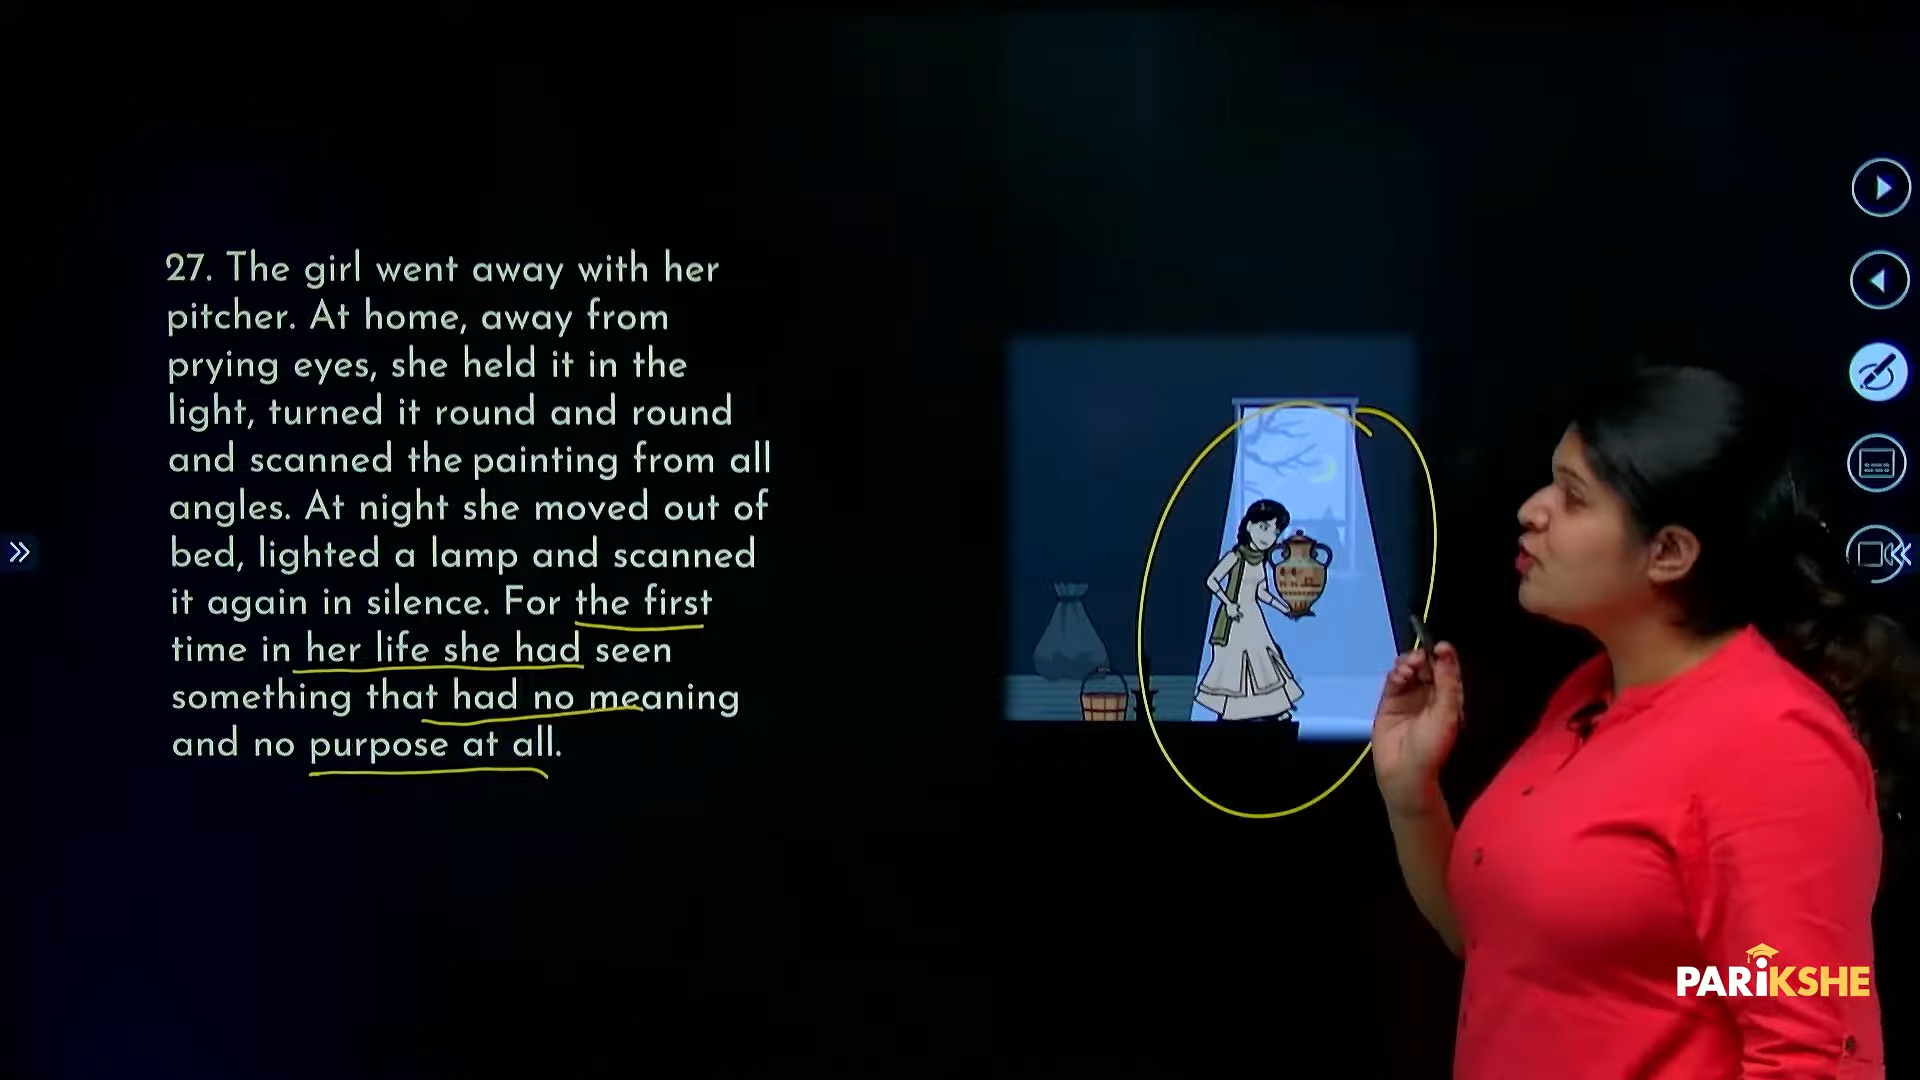 27. The girl went away with her
pitcher. At home, away from
prying eyes, she held it in the
light, turned it round and round
and scanned the painting from all
angles. At night she moved out of
bed, lighted a lamp and scanned
it again in silence. For the first
time in her life she had seen
something that had no meaning
and no purpose at all.
PARiKSHE